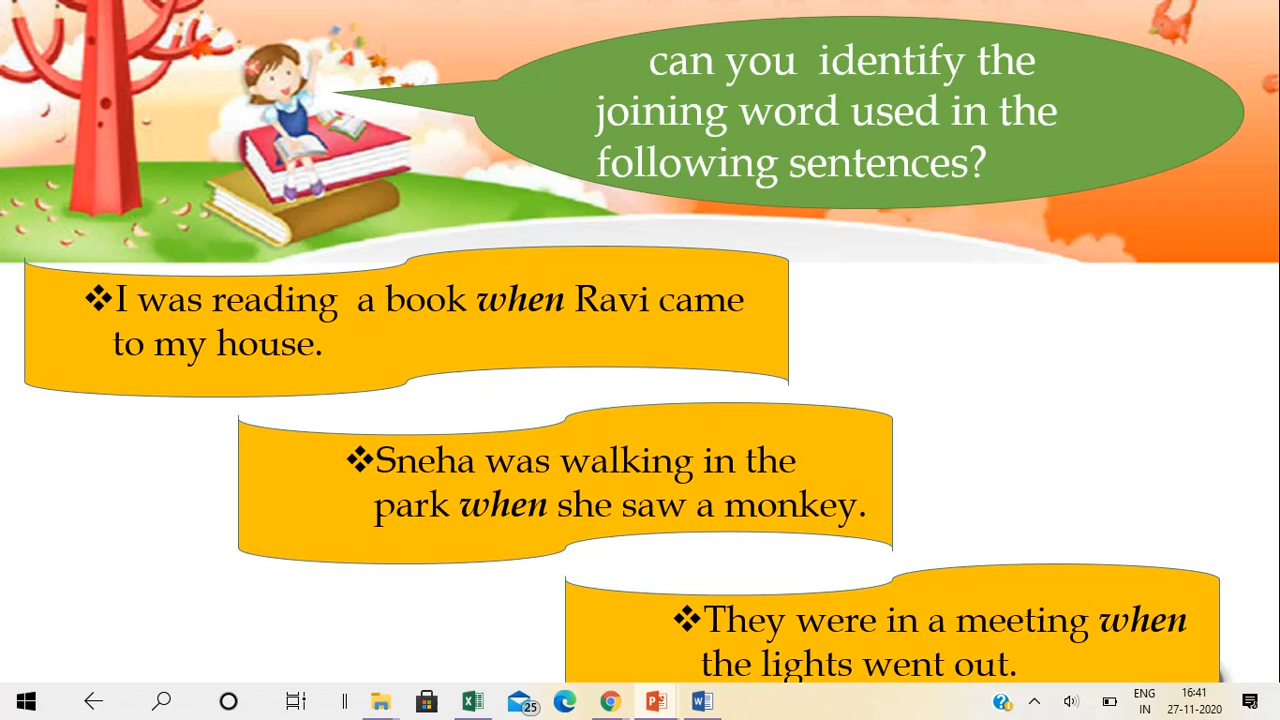 can you identify the
joining word used in the
following sentences?
❖I was reading a book when Ravi came
to my house.
❖Sneha was walking in the
park when she saw a monkey.
❖They were in a meeting when
the lights went out.
25
ENG
IN
16:41
27-11-2020